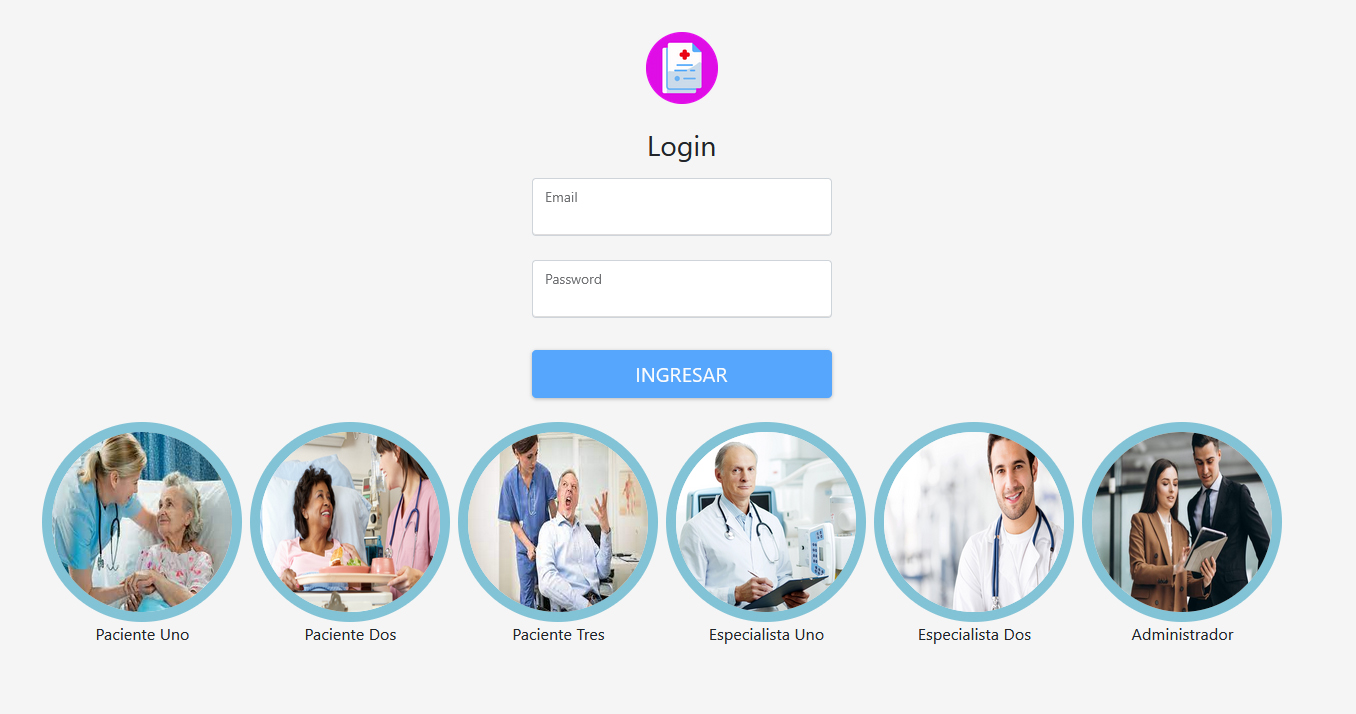 Login
Email
Password
INGRESAR
Paciente Uno
Paciente Dos
Paciente Tres
Especialista Uno
Especialista Dos
Administrador